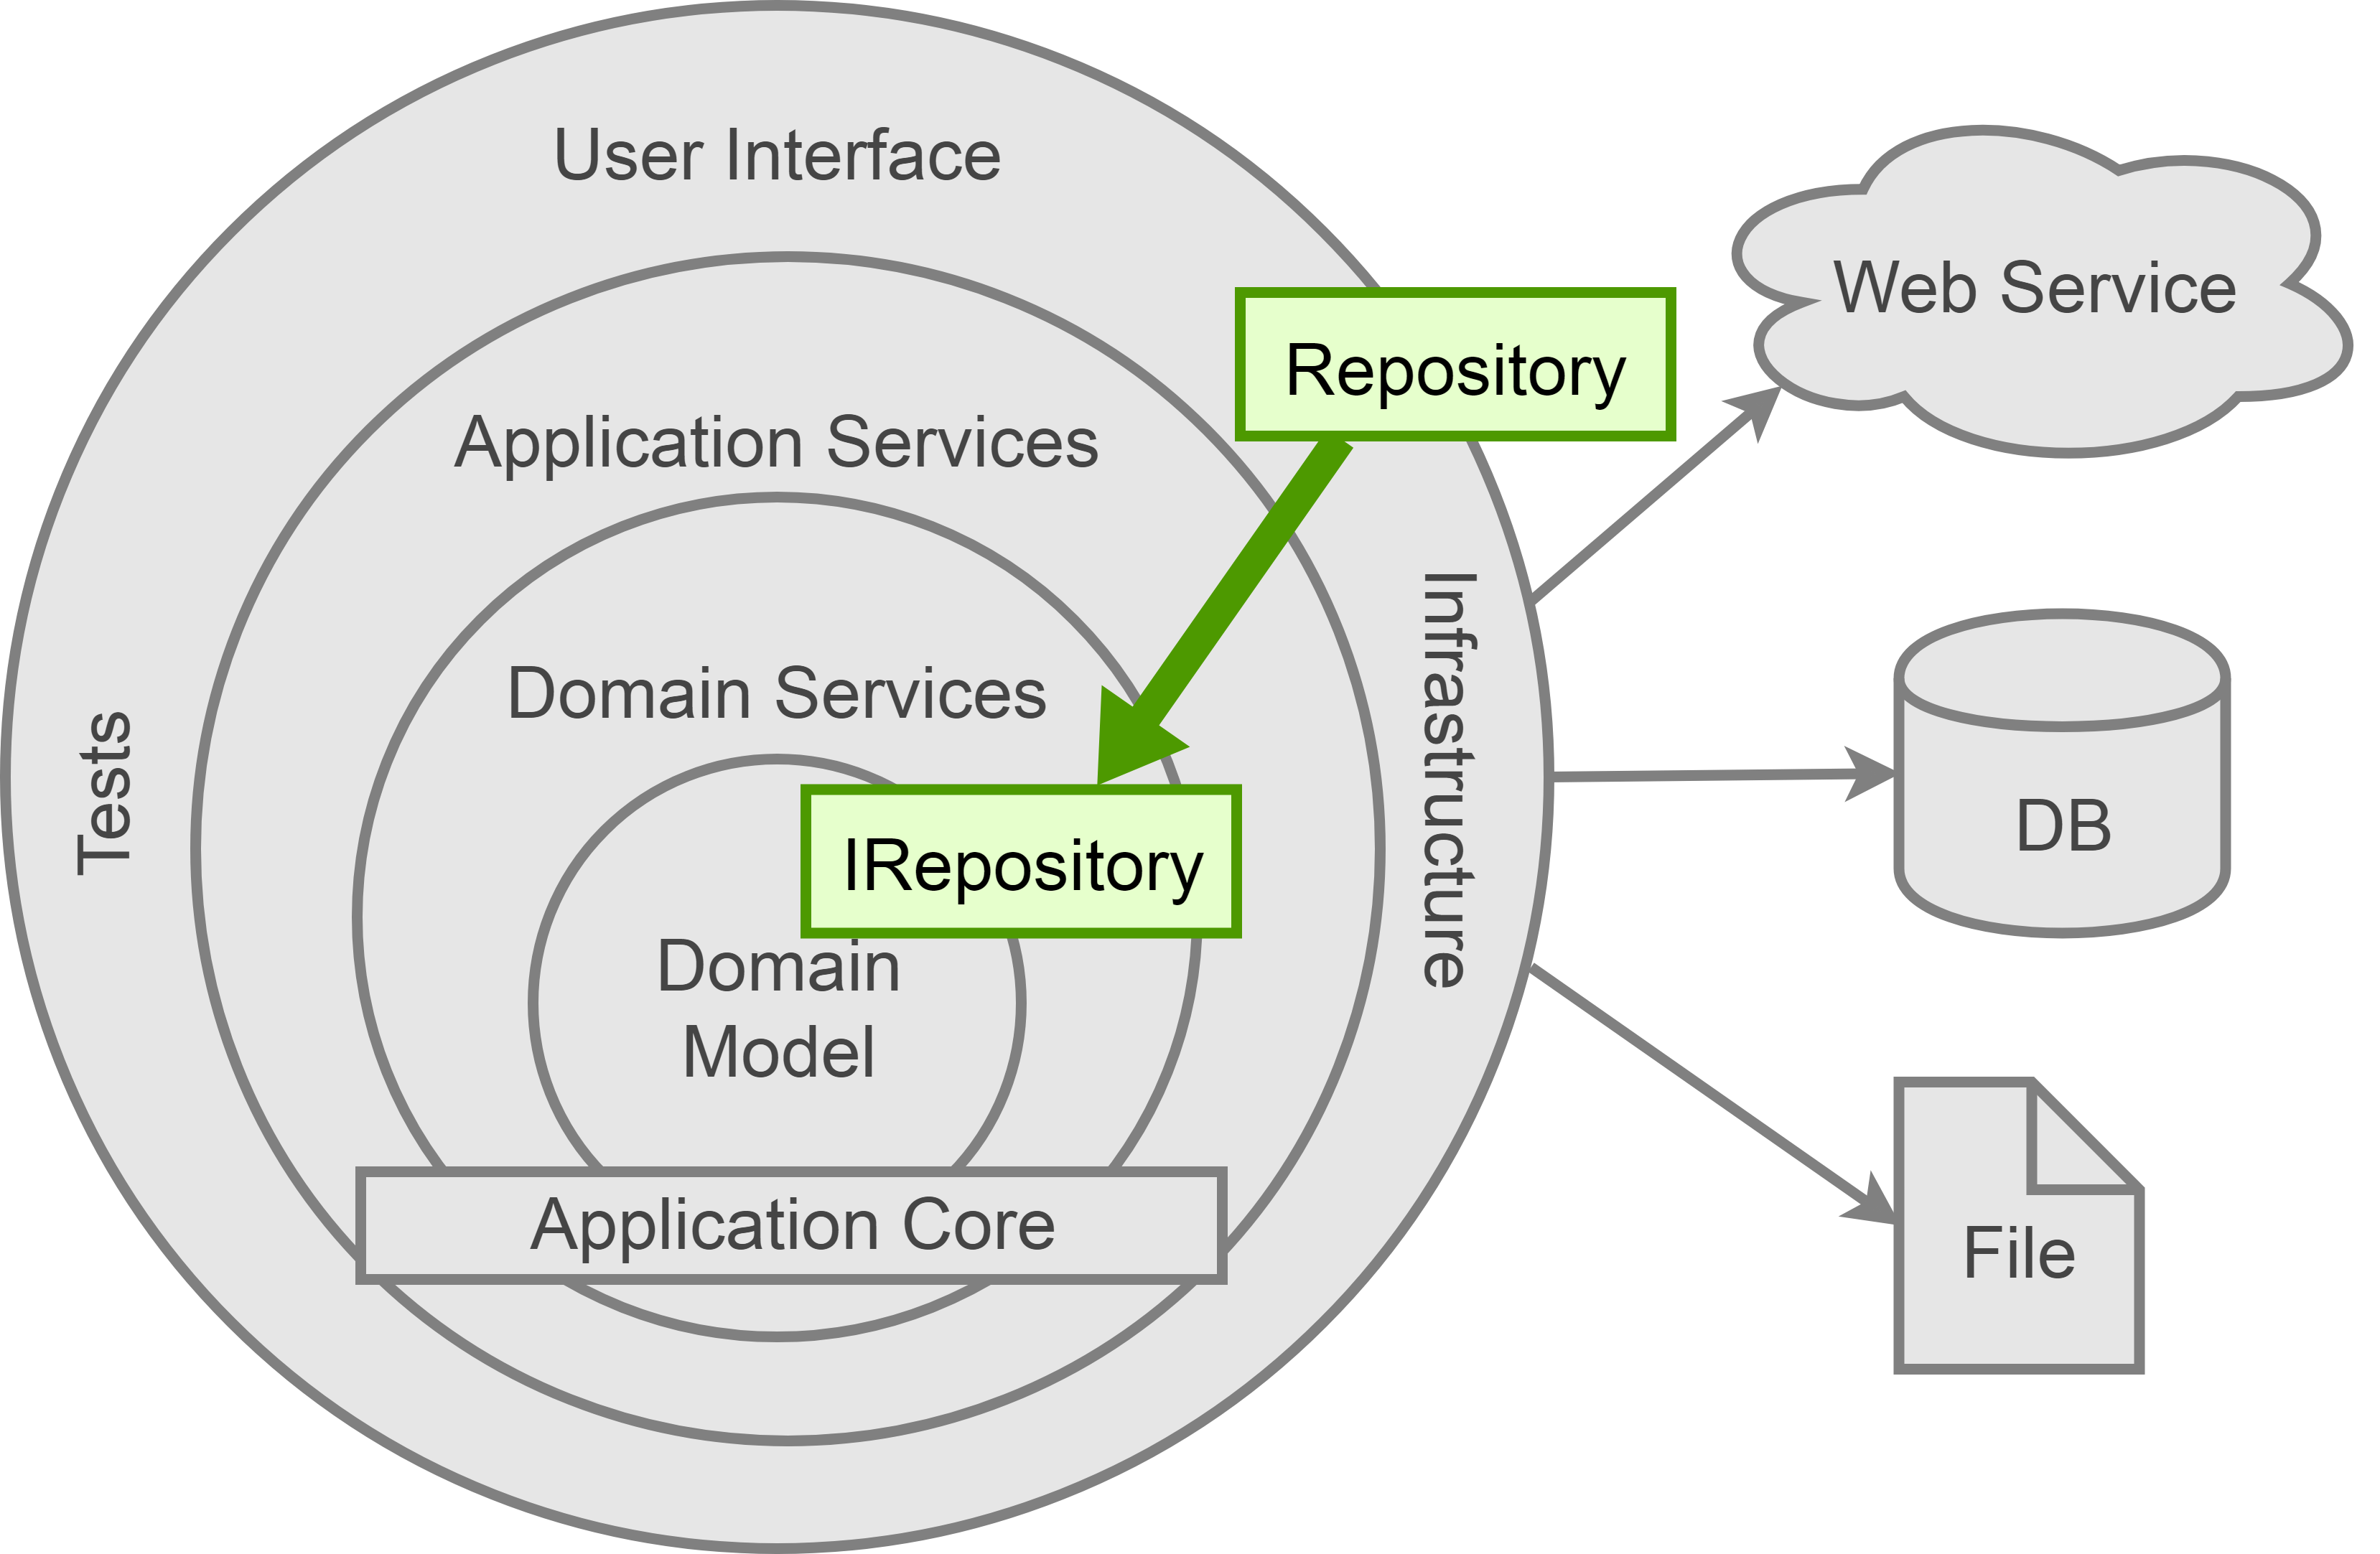 User Interface
Web Service
Repository
Application Services
Infrastructure
Domain Services
Tests
DB
IRepository
Domain
Model
Application Core
File